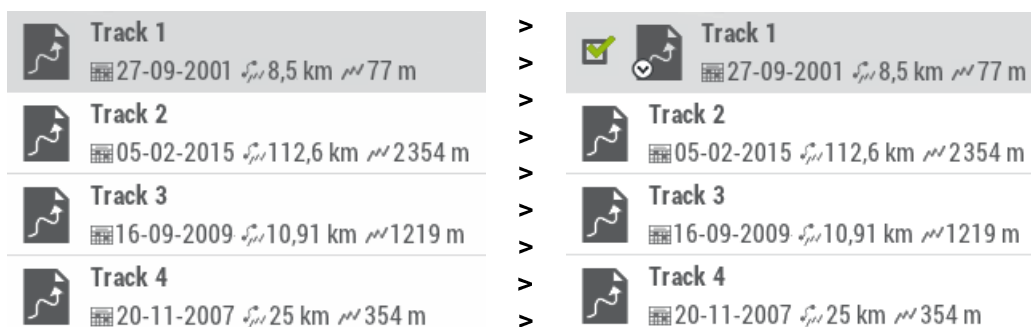 Track 1
27-09-2001 8,5 km 77 m
Track 2
05-02-2015 112,6 km 2354 m
Track 3
16-09-2009 10,91 km 1219 m
Track 4
20-11-2007 25 km 354 m
>
>
>
>
>
>
>
>
>
Track 1
27-09-2001 8,5 km 77 m
Track 2
05-02-2015 112,6 km 2354 m
Track 3
16-09-2009 10,91 km 1219 m
Track 4
20-11-2007 25 km 354 m